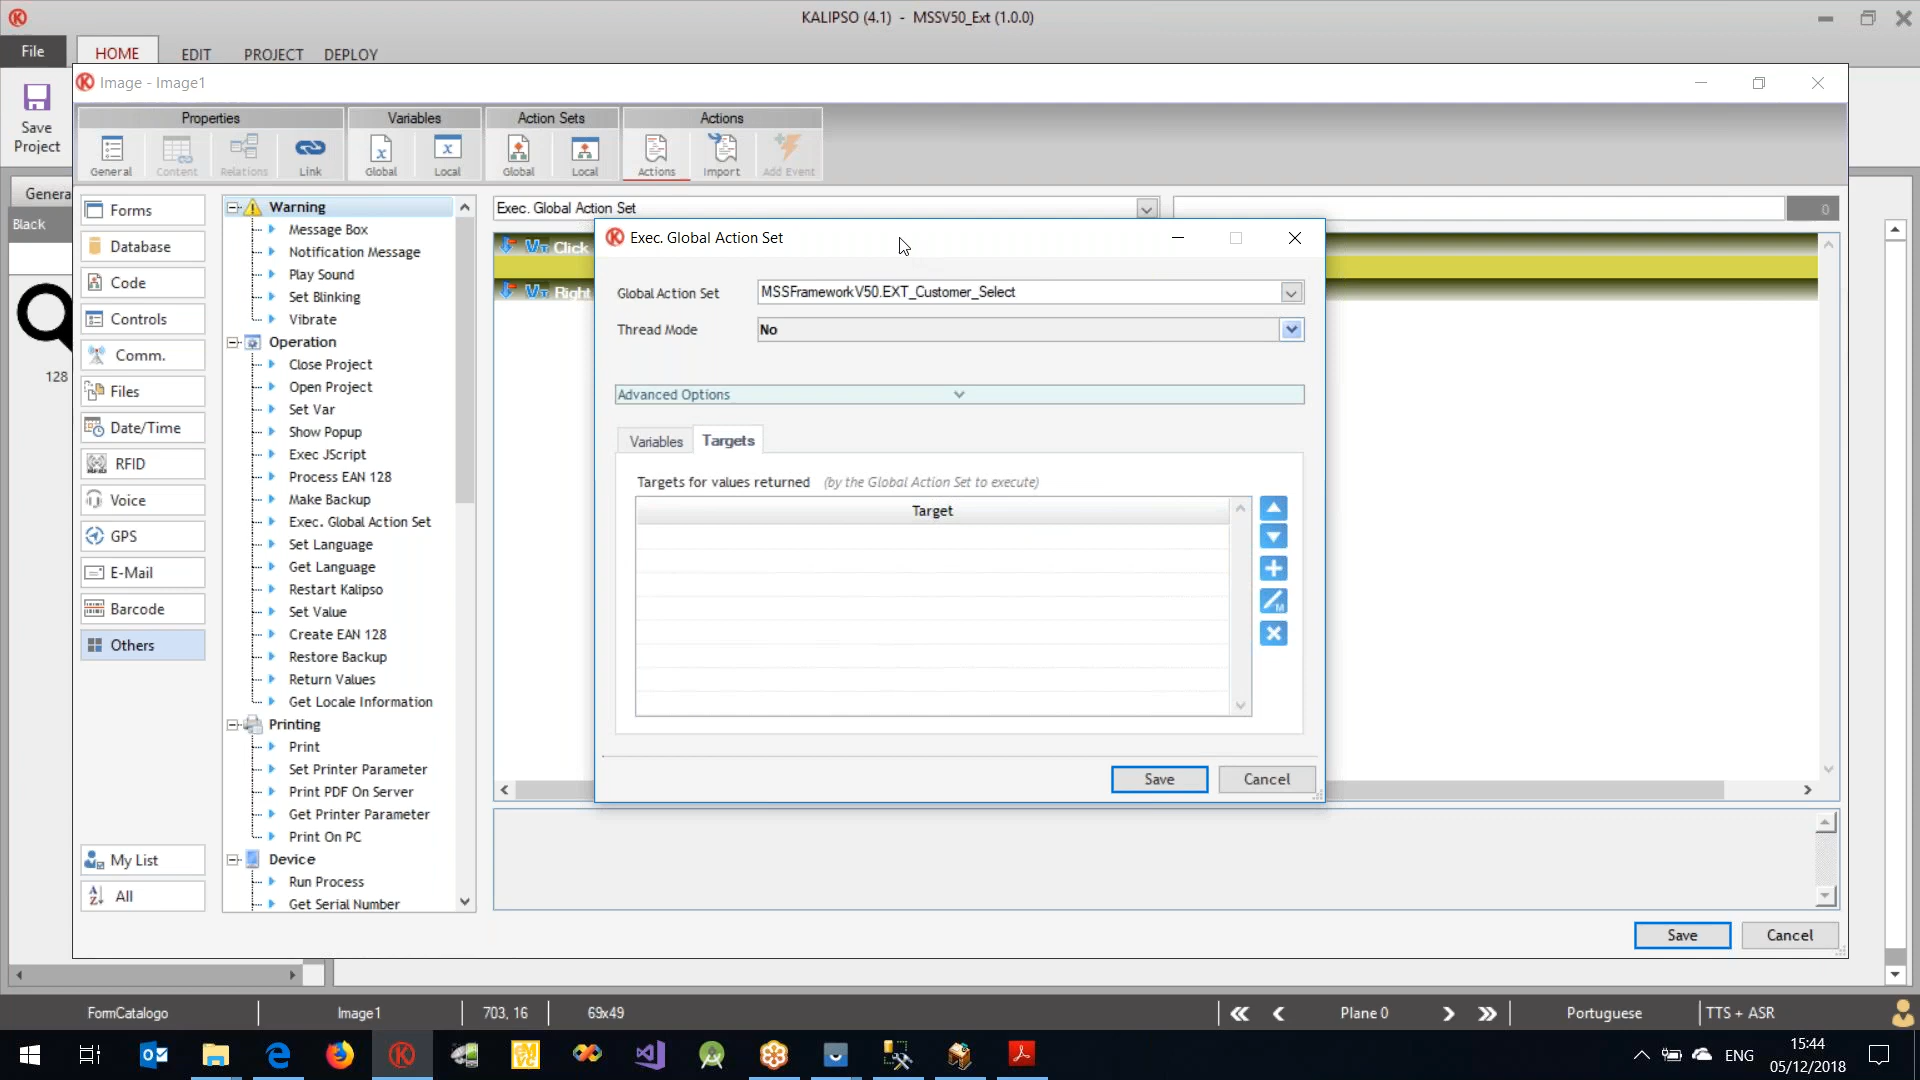 KALIPSO (4.1) - MSSV50_Ext (1.0.0)
File
HOME
EDIT
PROJECT
DEPLOY
Save
Project
Image - Image1
Properties
Variables
Action Sets
Actions
General
Content
Relations
Link
Global
Local
Global
Local
Actions
Import
Add Event
Genera
Black
128
Forms
Database
Code
Controls
Comm.
Files
Date/Time
RFID
Voice
GPS
E-Mail
Barcode
Others
My List
All
Warning
Message Box
Notification Message
Play Sound
Set Blinking
Vibrate
Operation
Close Project
Open Project
Set Var
Show Popup
Exec JScript
Process EAN 128
Make Backup
Exec. Global Action Set
Set Language
Get Language
Restart Kalipso
Set Value
Create EAN 128
Restore Backup
Return Values
Get Locale Information
Printing
Print
Set Printer Parameter
Print PDF On Server
Get Printer Parameter
Print On PC
Device
Run Process
Get Serial Number
Exec. Global Action Set
0
Click
Right
Exec. Global Action Set
Global Action Set
MSSFrameworkV50.EXT_Customer_Select
Thread Mode
No
Advanced Options
Variables
Targets
Targets for values returned (by the Global Action Set to execute)
Target
Save
Cancel
Save
Cancel
FormCatalogo
Image1
703, 16
69x49
Plane 0
Portuguese
TTS + ASR
ENG
15:44
05/12/2018